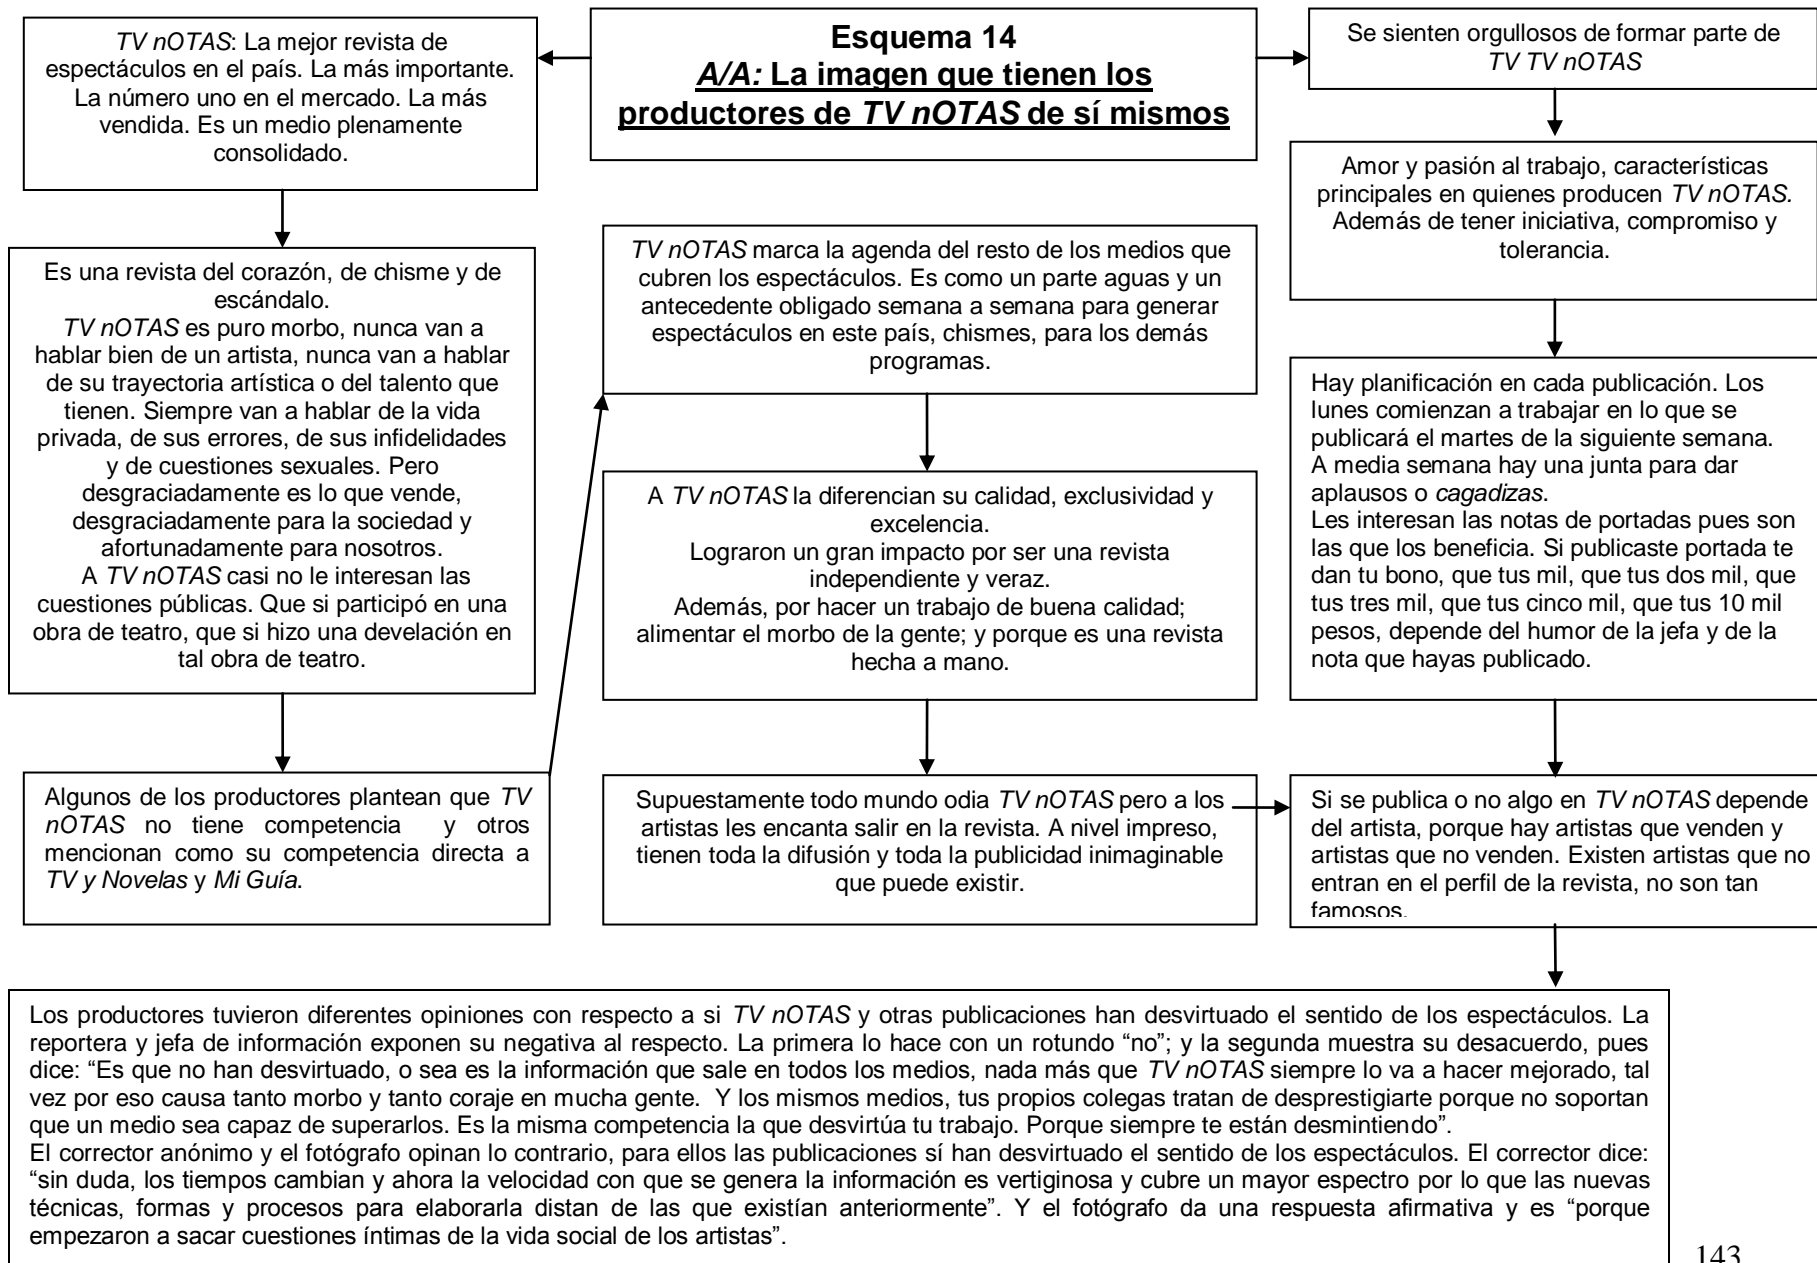 Esquema 14
A/A: La imagen que tienen los
productores de TV nOTAS de sí mismos
TV nOTAS: La mejor revista de
espectáculos en el país. La más importante.
La número uno en el mercado. La más
vendida. Es un medio plenamente
consolidado.
Es una revista del corazón, de chisme y de
escándalo.
TV nOTAS es puro morbo, nunca van a
hablar bien de un artista, nunca van a hablar
de su trayectoria artística o del talento que
tienen. Siempre van a hablar de la vida
privada, de sus errores, de sus infidelidades
y de cuestiones sexuales. Pero
desgraciadamente es lo que vende,
desgraciadamente para la sociedad y
afortunadamente para nosotros.
A TV nOTAS casi no le interesan las
cuestiones públicas. Que si participó en una
obra de teatro, que si hizo una develación en
tal obra de teatro.
Algunos de los productores plantean que TV
nOTAS no tiene competencia y otros
mencionan como su competencia directa a
TV y Novelas y Mi Guía.
TV nOTAS marca la agenda del resto de los medios que
cubren los espectáculos. Es como un parte aguas y un
antecedente obligado semana a semana para generar
espectáculos en este país, chismes, para los demás
programas.
A TV nOTAS la diferencian su calidad, exclusividad y
excelencia.
Lograron un gran impacto por ser una revista
independiente y veraz.
Además, por hacer un trabajo de buena calidad;
alimentar el morbo de la gente; y porque es una revista
hecha a mano.
Supuestamente todo mundo odia TV nOTAS pero a los
artistas les encanta salir en la revista. A nivel impreso,
tienen toda la difusión y toda la publicidad inimaginable
que puede existir.
Se sienten orgullosos de formar parte de
TV TV nOTAS
Amor y pasión al trabajo, características
principales en quienes producen TV nOTAS.
Además de tener iniciativa, compromiso y
tolerancia.
Hay planificación en cada publicación. Los
lunes comienzan a trabajar en lo que se
publicará el martes de la siguiente semana.
A media semana hay una junta para dar
aplausos o cagadizas.
Les interesan las notas de portadas pues son
las que los beneficia. Si publicaste portada te
dan tu bono, que tus mil, que tus dos mil, que
tus tres mil, que tus cinco mil, que tus 10 mil
pesos, depende del humor de la jefa y de la
nota que hayas publicado.
Si se publica o no algo en TV nOTAS depende
del artista, porque hay artistas que venden y
artistas que no venden. Existen artistas que no
entran en el perfil de la revista, no son tan
famosos.
Los productores tuvieron diferentes opiniones con respecto a si TV nOTAS y otras publicaciones han desvirtuado el sentido de los espectáculos. La
reportera y jefa de información exponen su negativa al respecto. La primera lo hace con un rotundo “no”; y la segunda muestra su desacuerdo, pues
dice: “Es que no han desvirtuado, o sea es la información que sale en todos los medios, nada más que TV nOTAS siempre lo va a hacer mejorado, tal
vez por eso causa tanto morbo y tanto coraje en mucha gente. Y los mismos medios, tus propios colegas tratan de desprestigiarte porque no soportan
que un medio sea capaz de superarlos. Es la misma competencia la que desvirtúa tu trabajo. Porque siempre te están desmintiendo”.
El corrector anónimo y el fotógrafo opinan lo contrario, para ellos las publicaciones sí han desvirtuado el sentido de los espectáculos. El corrector dice:
“sin duda, los tiempos cambian y ahora la velocidad con que se genera la información es vertiginosa y cubre un mayor espectro por lo que las nuevas
técnicas, formas y procesos para elaborarla distan de las que existían anteriormente”. Y el fotógrafo da una respuesta afirmativa y es “porque
empezaron a sacar cuestiones íntimas de la vida social de los artistas”.
143